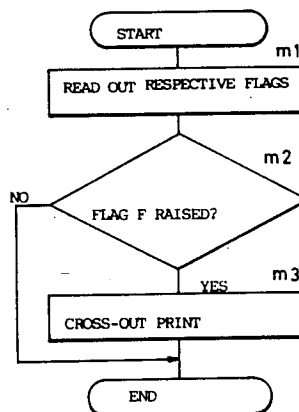 START
m1
READ OUT RESPECTIVE FLAGS
m2
NO
FLAG F RAISED?
m3
YES
CROSS-OUT PRINT
END